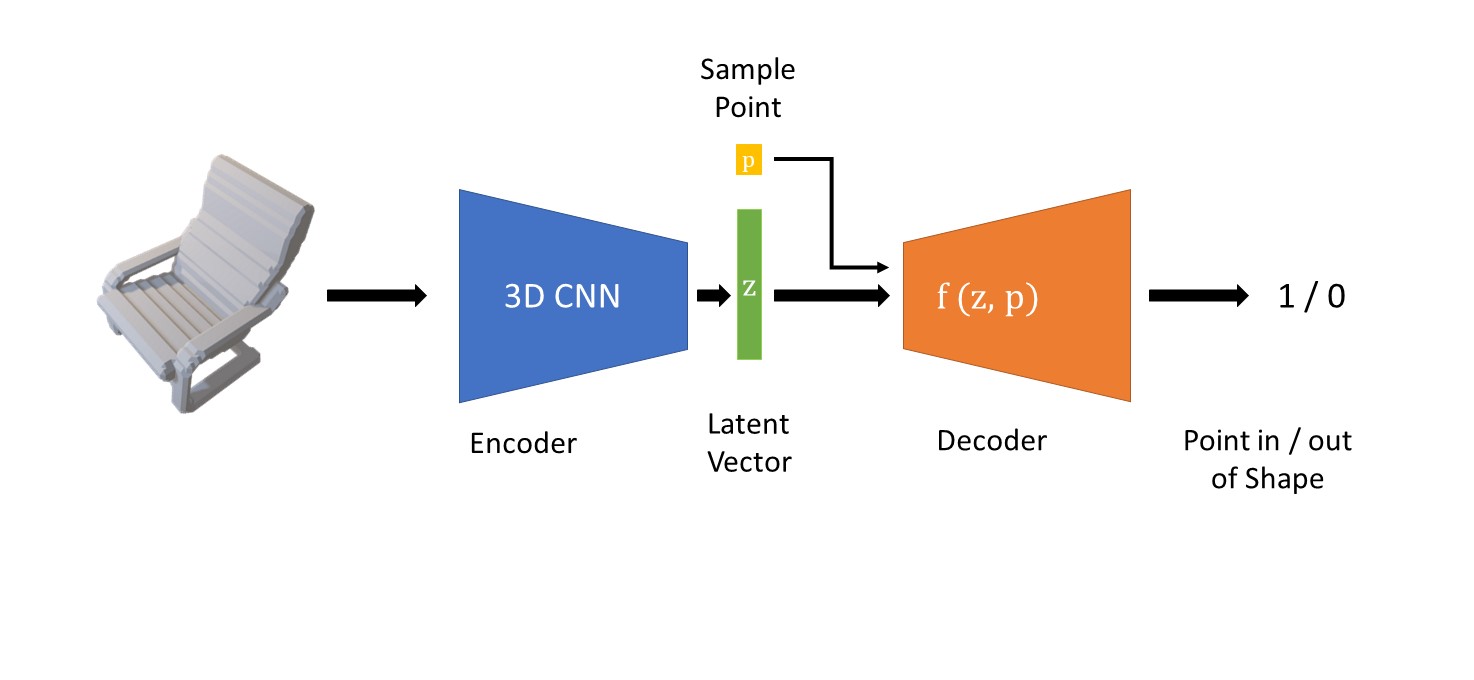 Sample
Point
p
3D CNN
z
f (z, p)
1 / 0
Encoder
Latent
Vector
Decoder
Point in / out
of Shape